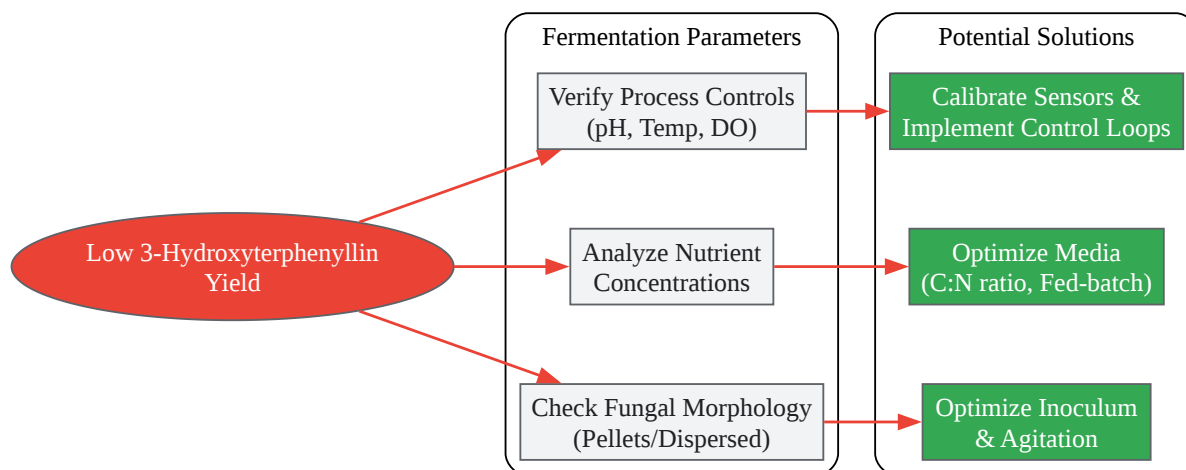 Fermentation Parameters
Potential Solutions
Verify Process Controls
(pH, Temp, DO)
Calibrate Sensors &
Implement Control Loops
Low 3-Hydroxyterphenyllin
Yield
Analyze Nutrient
Concentrations
Optimize Media
(C:N ratio, Fed-batch)
Check Fungal Morphology
(Pellets/Dispersed)
Optimize Inoculum
& Agitation